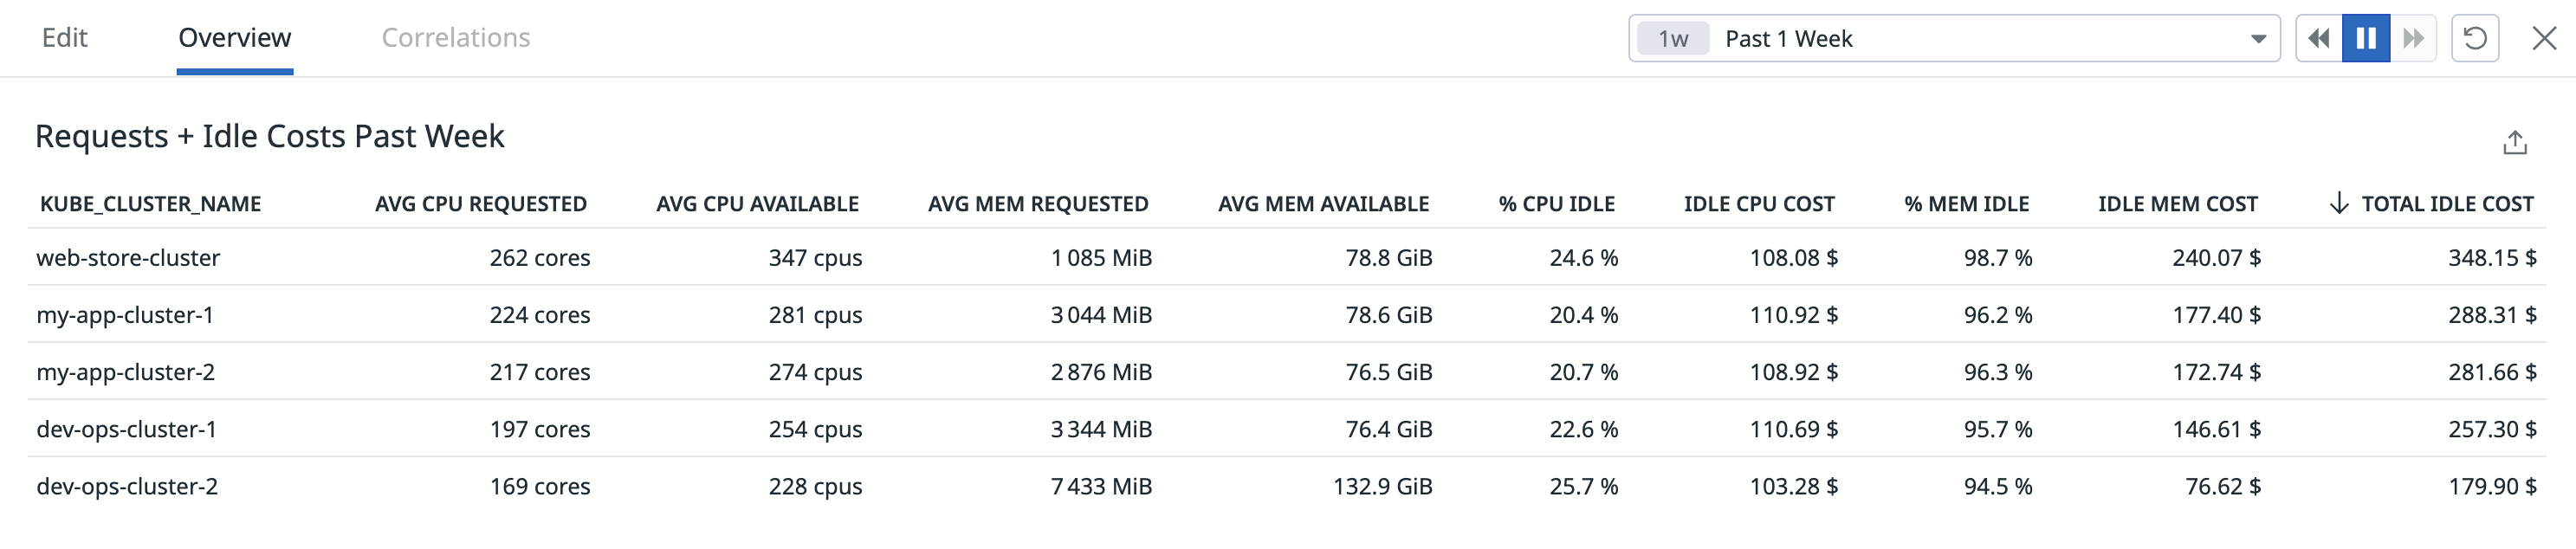 Edit Overview Correlations 1w Past 1 Week
Requests + Idle Costs Past Week
KUBE_CLUSTER_NAME AVG CPU REQUESTED AVG CPU AVAILABLE AVG MEM REQUESTED AVG MEM AVAILABLE % CPU IDLE IDLE CPU COST % MEM IDLE IDLE MEM COST ↓ TOTAL IDLE COST
web-store-cluster 262 cores 347 cpus 1 085 MiB 78.8 GiB 24.6 % 108.08 $ 98.7 % 240.07 $ 348.15 $
my-app-cluster-1 224 cores 281 cpus 3 044 MiB 78.6 GiB 20.4 % 110.92 $ 96.2 % 177.40 $ 288.31 $
my-app-cluster-2 217 cores 274 cpus 2 876 MiB 76.5 GiB 20.7 % 108.92 $ 96.3 % 172.74 $ 281.66 $
dev-ops-cluster-1 197 cores 254 cpus 3 344 MiB 76.4 GiB 22.6 % 110.69 $ 95.7 % 146.61 $ 257.30 $
dev-ops-cluster-2 169 cores 228 cpus 7 433 MiB 132.9 GiB 25.7 % 103.28 $ 94.5 % 76.62 $ 179.90 $